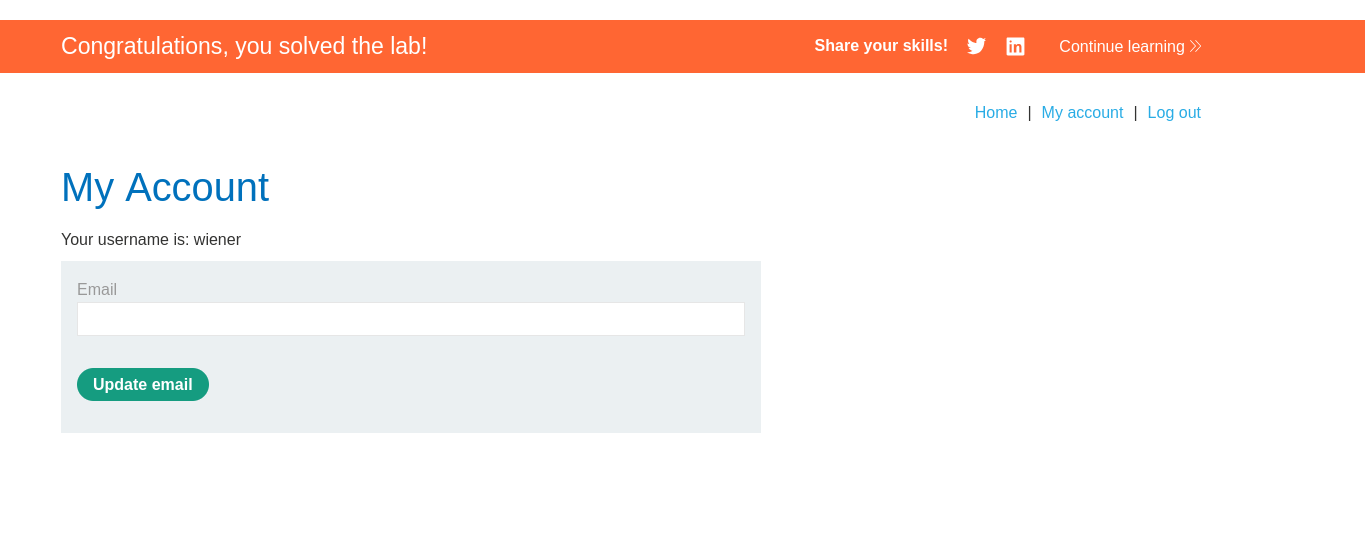 Congratulations, you solved the lab!
Share your skills!
Continue learning
Home | My account | Log out
My Account
Your username is: wiener
Email
Update email